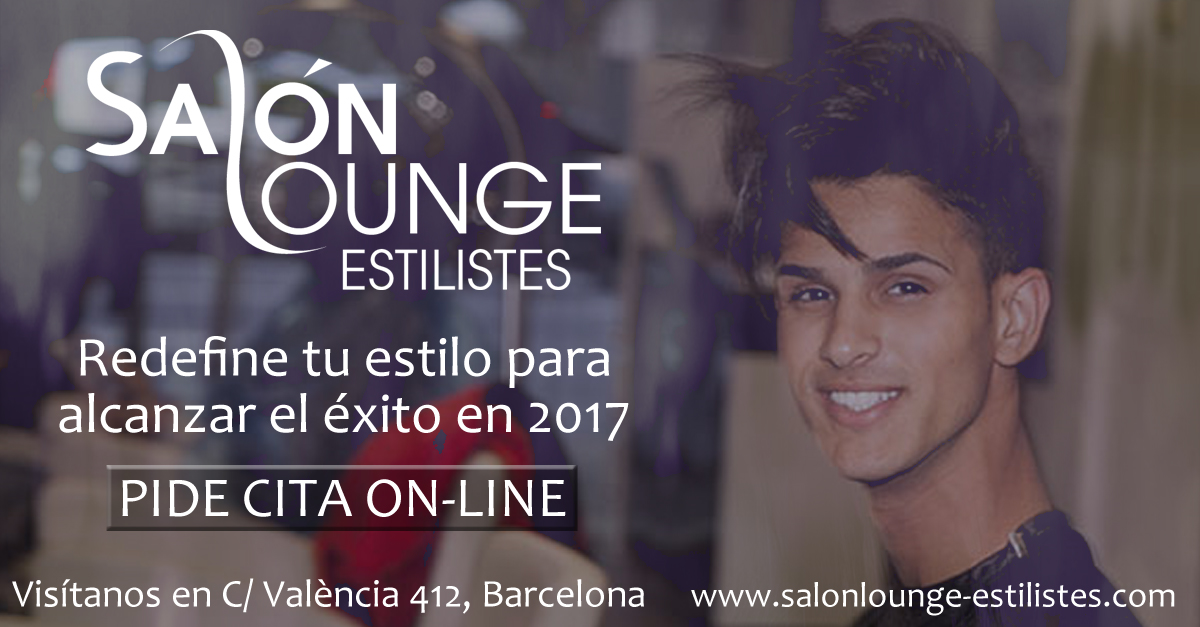 SALÓN
LOUNGE
ESTILISTES
Redefine tu estilo para
alcanzar el éxito en 2017
PIDE CITA ON-LINE
Visítanos en C/ València 412, Barcelona
www.salonlounge-estilistes.com